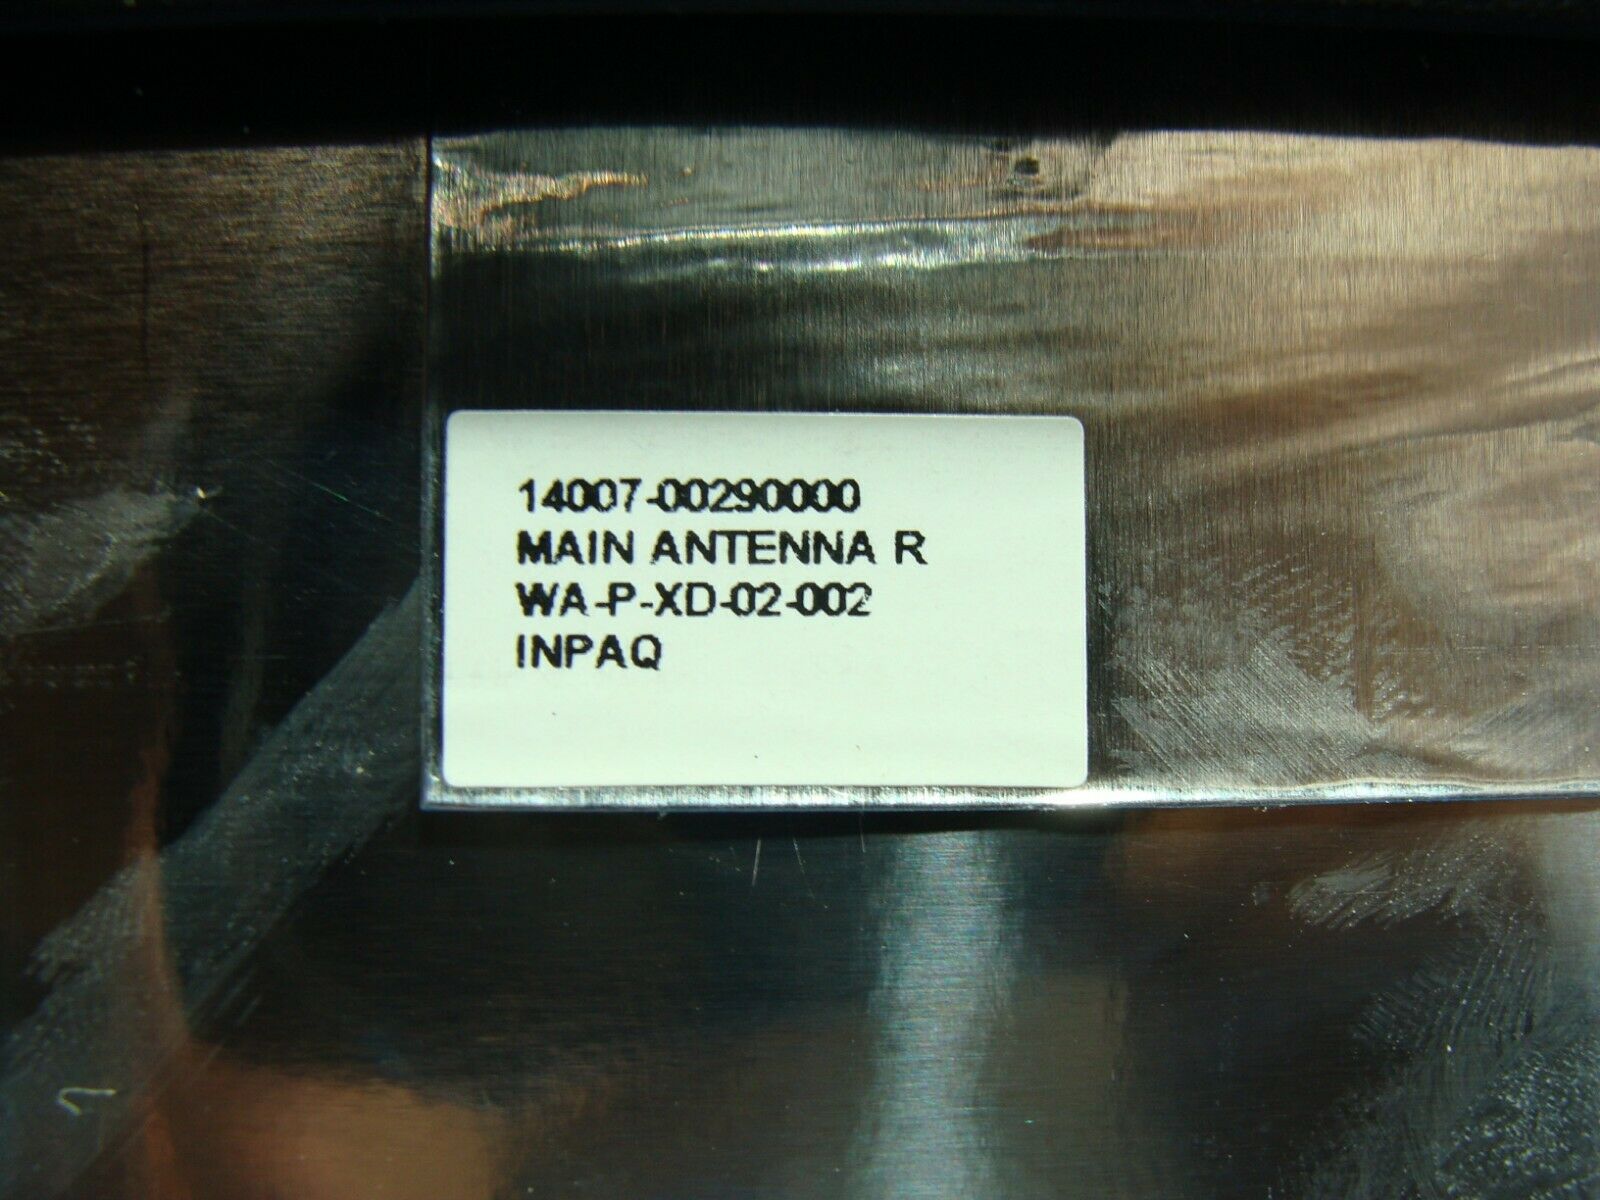 14007-00290000
MAIN ANTENNA R
WA-P-XD-02-002
INPAQ